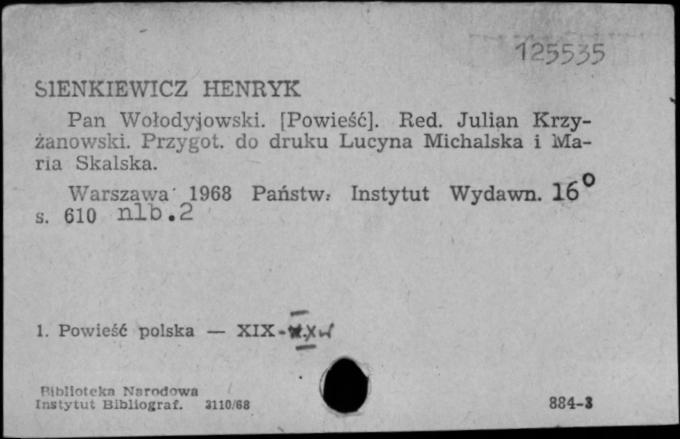 125535
SIENKIEWICZ HENRYK
Pan Wołodyjowski. [Powieść]. Red. Julian Krzy-
żanowski. Przygot. do druku Lucyna Michalska i Ma-
ria Skalska.
Warszawa 1968 Państw. Instytut Wydawn. 16°
s. 610 nlb.2
1. Powieść polska — XIX-
Biblioteka Narodowa
Instytut Bibliograf. 3110/68
884-3